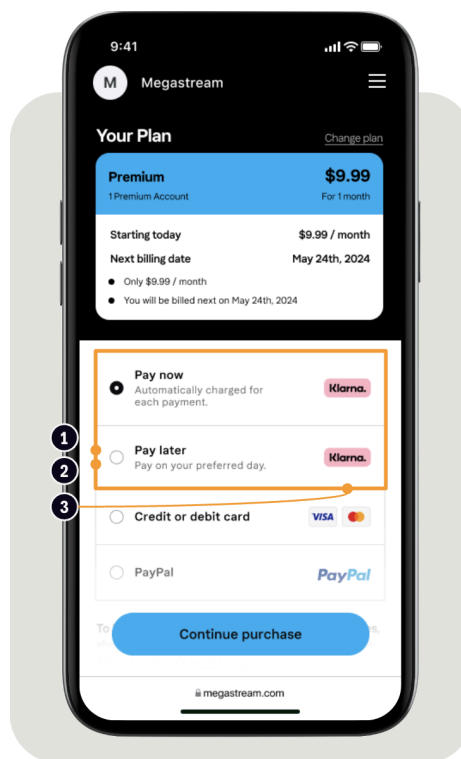 9:41
M Megastream
Your Plan Change plan
Premium $9.99
1 Premium Account For 1 month
Starting today $9.99 / month
Next billing date May 24th, 2024
Only $9.99 / month
You will be billed next on May 24th, 2024
Pay now
Automatically charged for
each payment.
Klarna.
1
Pay later
Pay on your preferred day.
Klarna.
2
3
Credit or debit card VISA
PayPal PayPal
To
Continue purchase
megastream.com